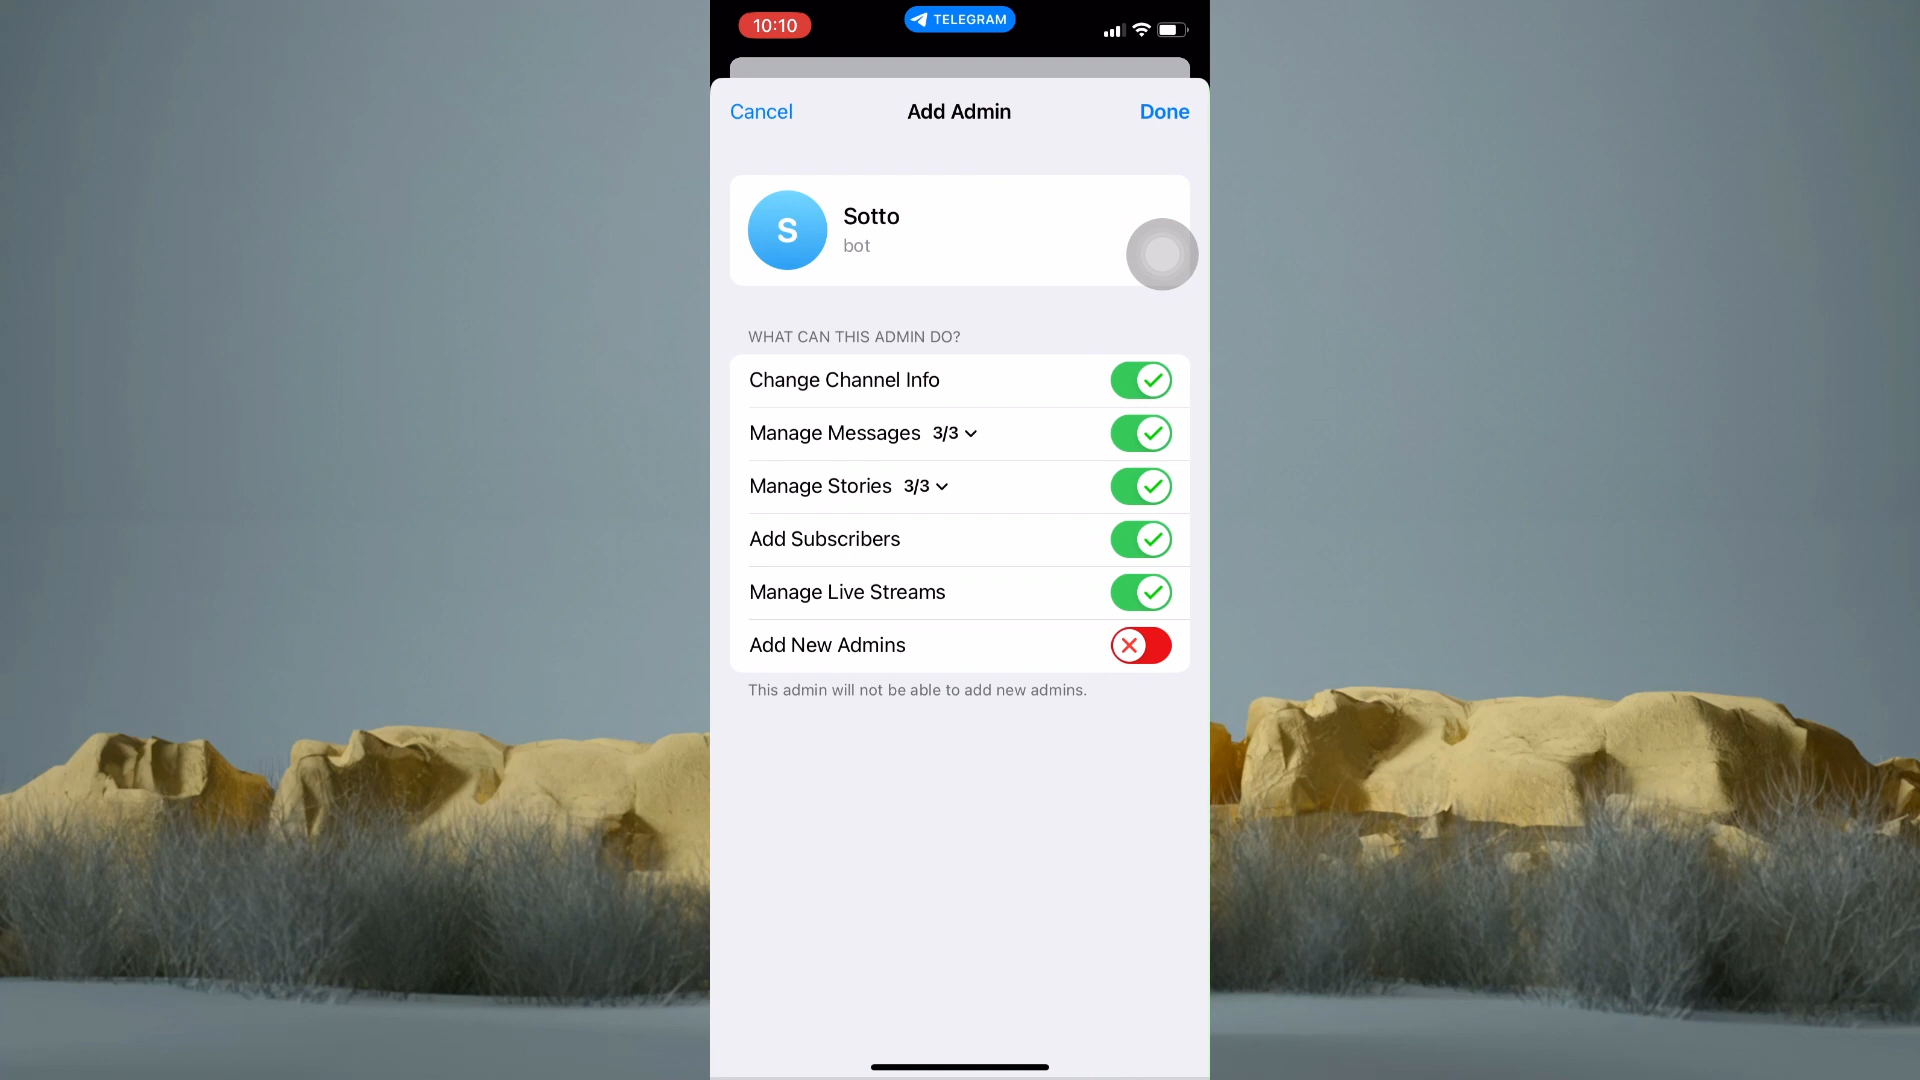 10:10
TELEGRAM
Cancel
Add Admin
Done
S
Sotto
bot
WHAT CAN THIS ADMIN DO?
Change Channel Info
Manage Messages 3/3
Manage Stories 3/3
Add Subscribers
Manage Live Streams
Add New Admins
This admin will not be able to add new admins.